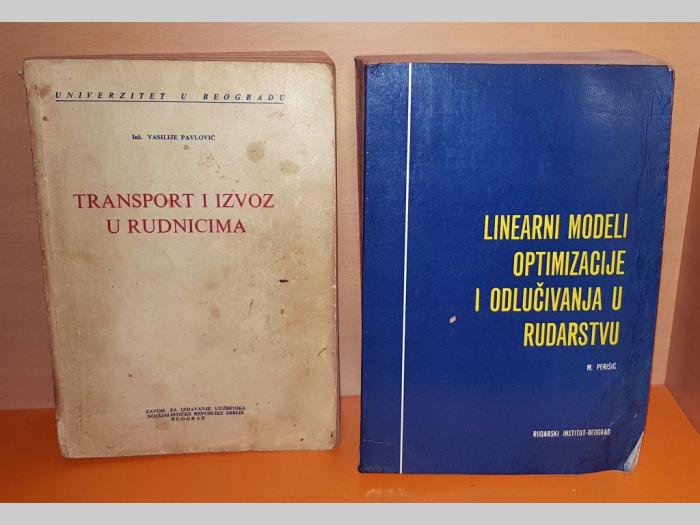 UNIVERZITET U BEOGRADU
Inž. VASILIJE PAVLOVIĆ
TRANSPORT I IZVOZ
U RUDNICIMA
ZAVOD ZA IZDAVANJE UDŽBENIKA
SOCIJALISTIČKE REPUBLIKE SRBIJE
BEOGRAD
LINEARNI MODELI
OPTIMIZACIJE
I ODLUČIVANJA U
RUDARSTVU
M. PERIŠIĆ
RUDARSKI INSTITUT-BEOGRAD